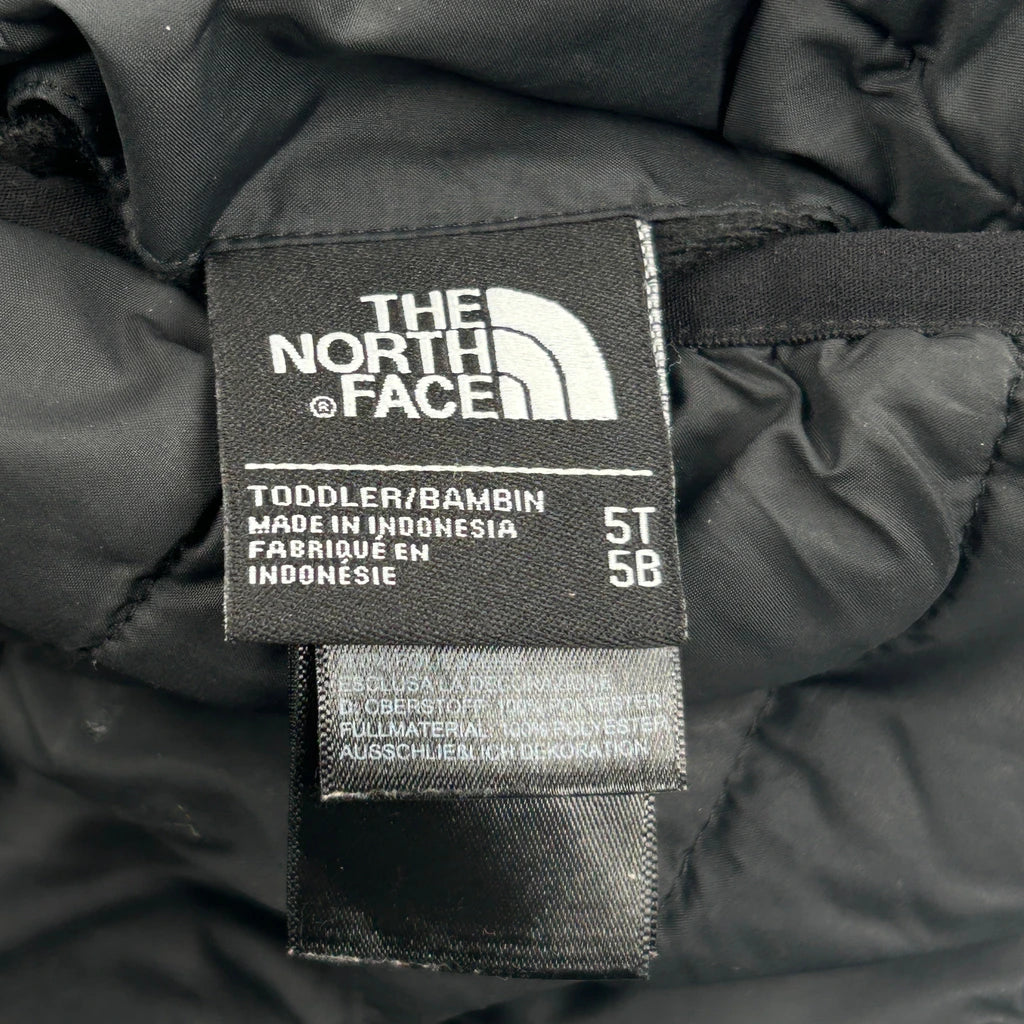 THE
NORTH
® FACE
TODDLER/BAMBIN
MADE IN INDONESIA 5T
FABRIQUÉ EN
INDONÉSIE 5B
ESCLUSA LA DECORAZIONE
D: OBERSTOFF 100% POLYESTER
FÜLLMATERIAL 100% POLYESTER
AUSSCHLIEßLICH DEKORATION